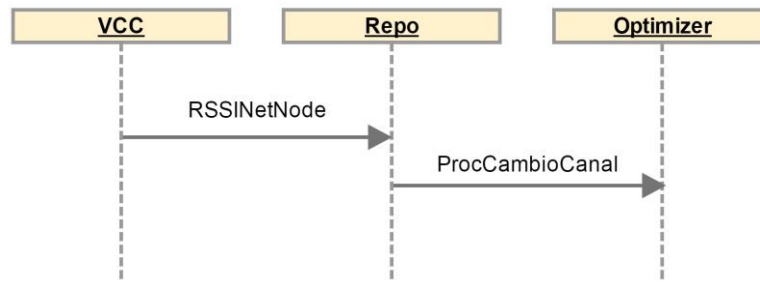 VCC
Repo
Optimizer
RSSINetNode
ProcCambioCanal